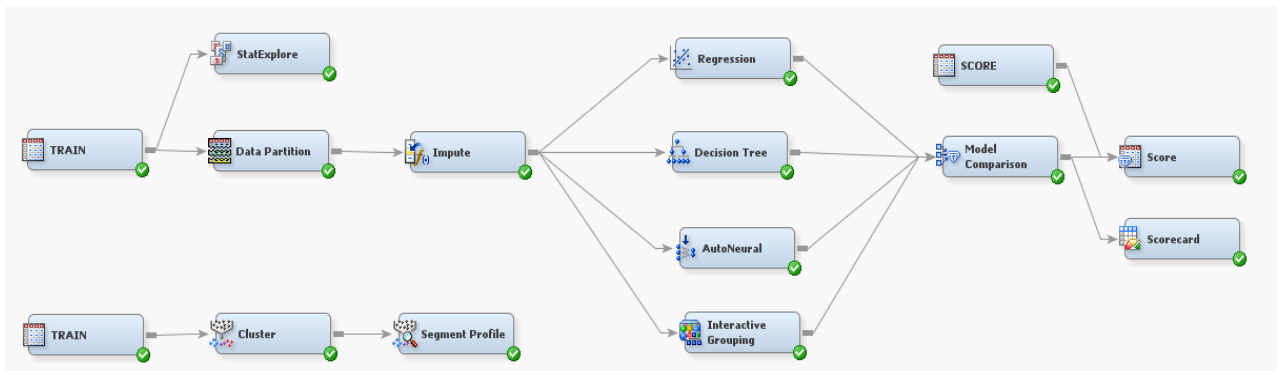 StatExplore
Regression
SCORE
TRAIN
Data Partition
Impute
Decision Tree
Model
Comparison
Score
AutoNeural
Scorecard
TRAIN
Cluster
Segment Profile
Interactive
Grouping